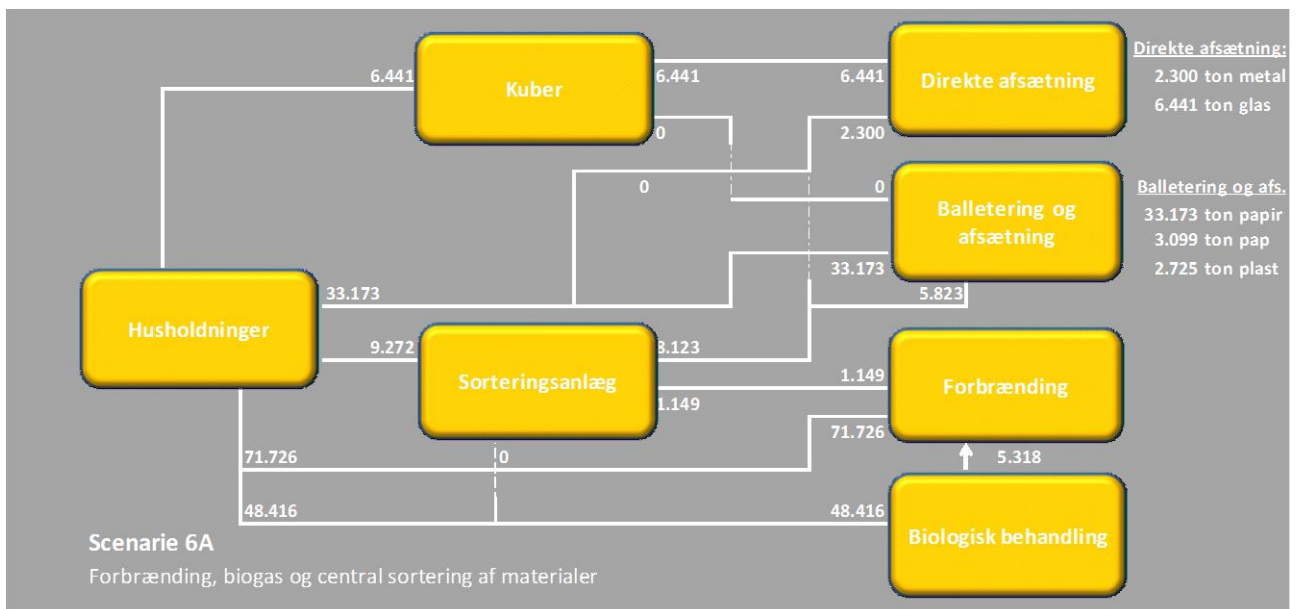 Kuber
6.441
6.441
0
6.441
2.300
Direkte afsætning
Direkte afsætning:
2.300 ton metal
6.441 ton glas
0
0
33.173
Balletering og
afsætning
5.823
Balletering og afs.
33.173 ton papir
3.099 ton pap
2.725 ton plast
Husholdninger
33.173
9.272
Sorteringsanlæg
8.123
1.149
1.149
71.726
Forbrænding
71.726
0
5.318
48.416
48.416
Biologisk behandling
Scenarie 6A
Forbrænding, biogas og central sortering af materialer